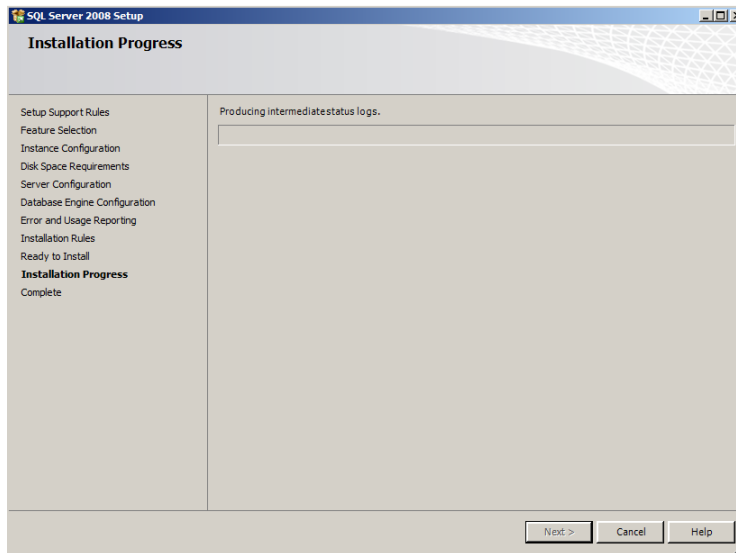 SQL Server 2008 Setup
Installation Progress
Setup Support Rules
Feature Selection
Instance Configuration
Disk Space Requirements
Server Configuration
Database Engine Configuration
Error and Usage Reporting
Installation Rules
Ready to Install
Installation Progress
Complete
Producing intermediate status logs.
Next >
Cancel
Help